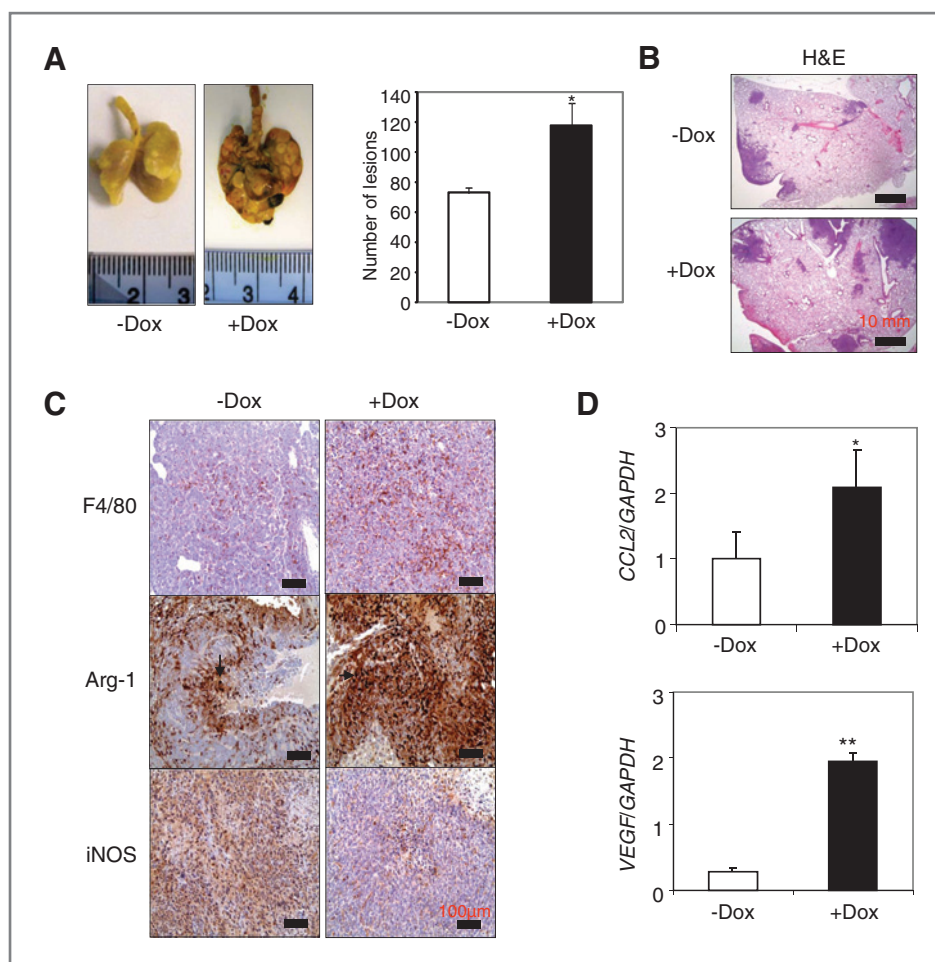 A
-Dox
+Dox
2 3
2 3 4
Number of lesions
140
120
100
80
60
40
20
0
*
-Dox
+Dox
B
H&E
-Dox
+Dox
10 mm
C
-Dox
+Dox
F4/80
Arg-1
iNOS
100µm
D
CCL2/GAPDH
3
2
1
0
*
-Dox
+Dox
VEGF/GAPDH
3
2
1
0
**
-Dox
+Dox